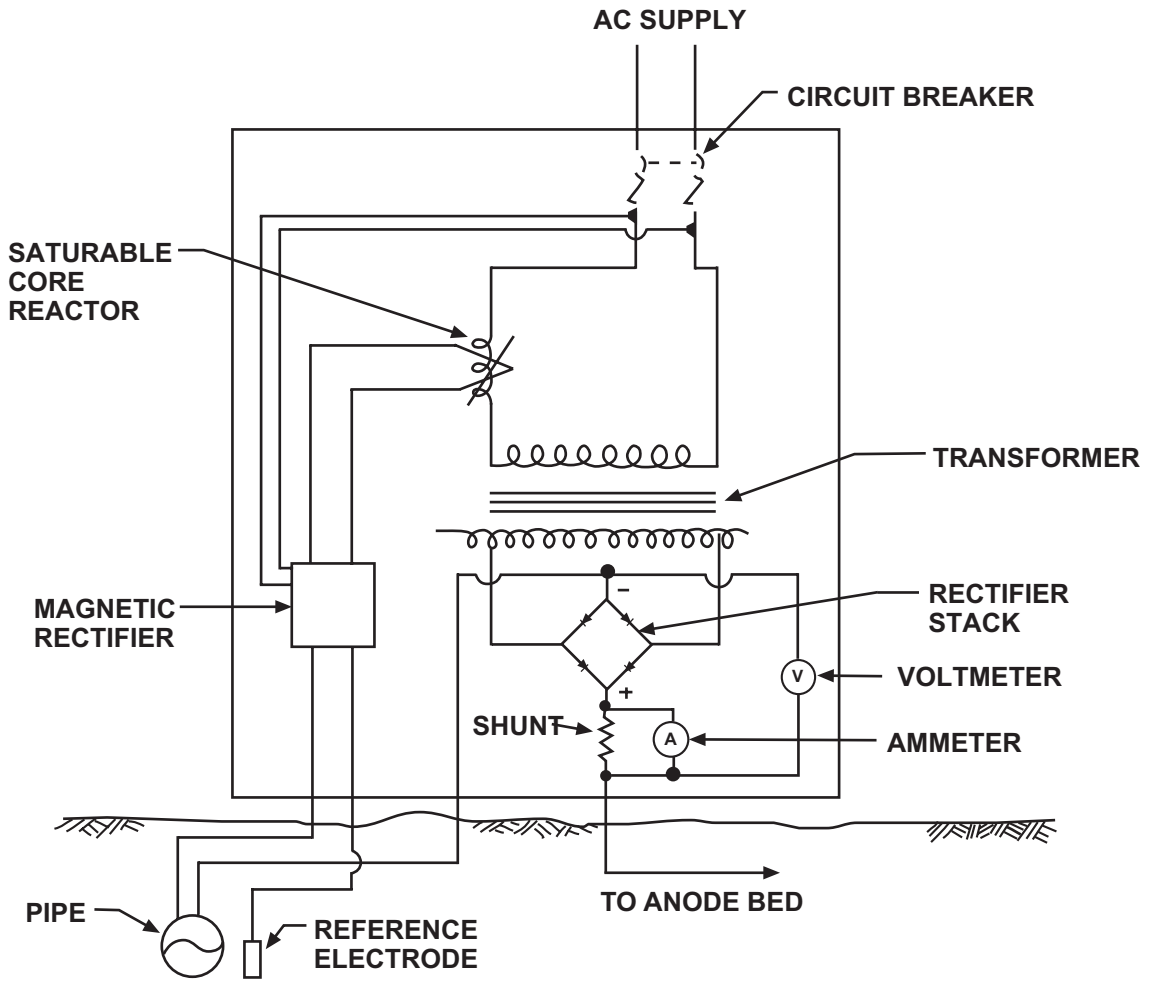 AC SUPPLY
CIRCUIT BREAKER
SATURABLE
CORE
REACTOR
TRANSFORMER
MAGNETIC
RECTIFIER
–
RECTIFIER
STACK
V
VOLTMETER
+
SHUNT
A
AMMETER
TO ANODE BED
PIPE
REFERENCE
ELECTRODE